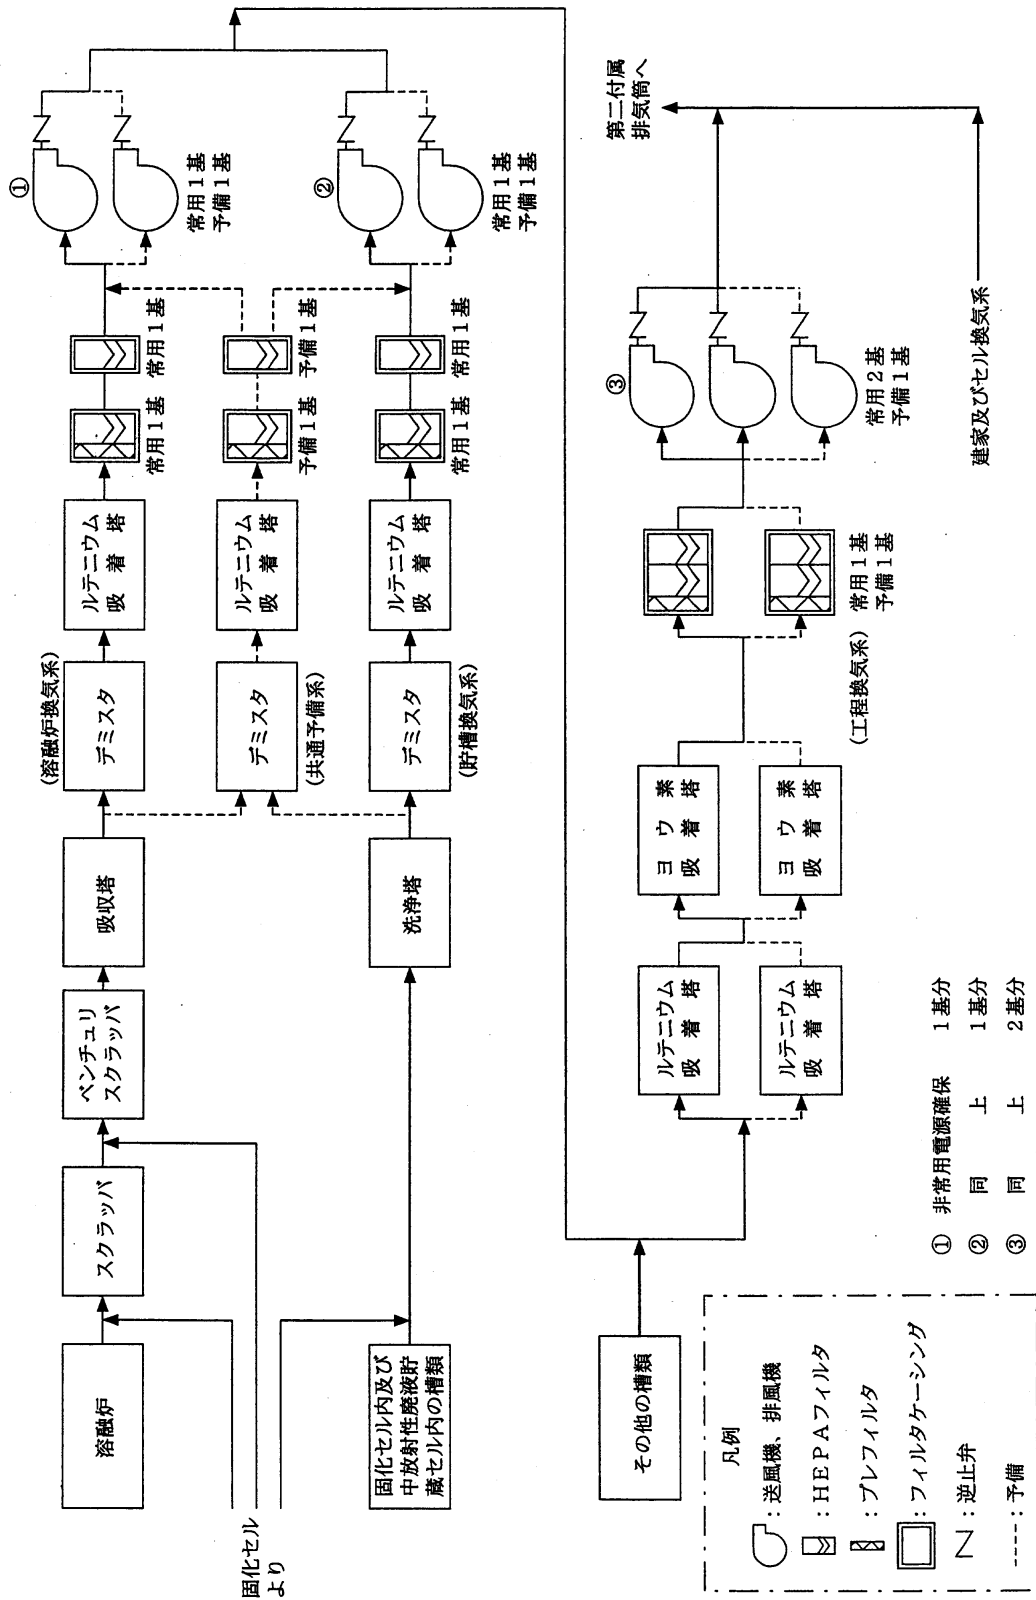 溶融炉
スクラッバ
ベンチュリ
スクラッバ
吸収塔
(溶融炉換気系)
デミスタ
ルテニウム
吸着塔
常用1基
常用1基
①
常用1基
予備1基
固化セル
より
(共通予備系)
デミスタ
ルテニウム
吸着塔
予備1基
予備1基
固化セル内及び
中放射性廃液貯
蔵セル内の槽類
洗浄塔
(貯槽換気系)
デミスタ
ルテニウム
吸着塔
常用1基
常用1基
②
常用1基
予備1基
その他の槽類
ルテニウム
吸着塔
ルテニウム
吸着塔
ヨウ素
吸着塔
ヨウ素
吸着塔
(工程換気系)
常用1基
予備1基
③
常用2基
予備1基
第二付属
排気筒へ
建家及びセル換気系
凡例
:送風機、排風機
:HEPAフィルタ
:プレフィルタ
:フィルタケーシング
:逆止弁
:予備
① 非常用電源確保 1基分
② 同上 1基分
③ 同上 2基分